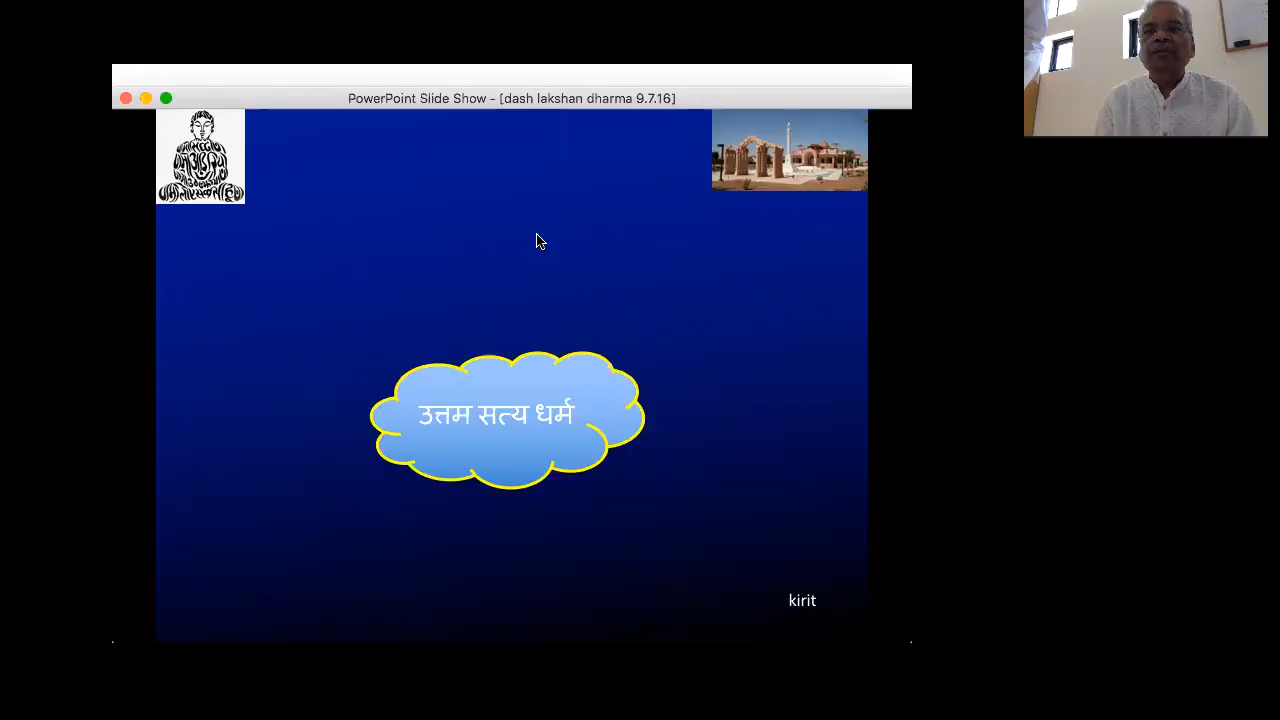 PowerPoint Slide Show - [dash lakshan dharma 9.7.16]
उत्तम सत्य धर्म
kirit